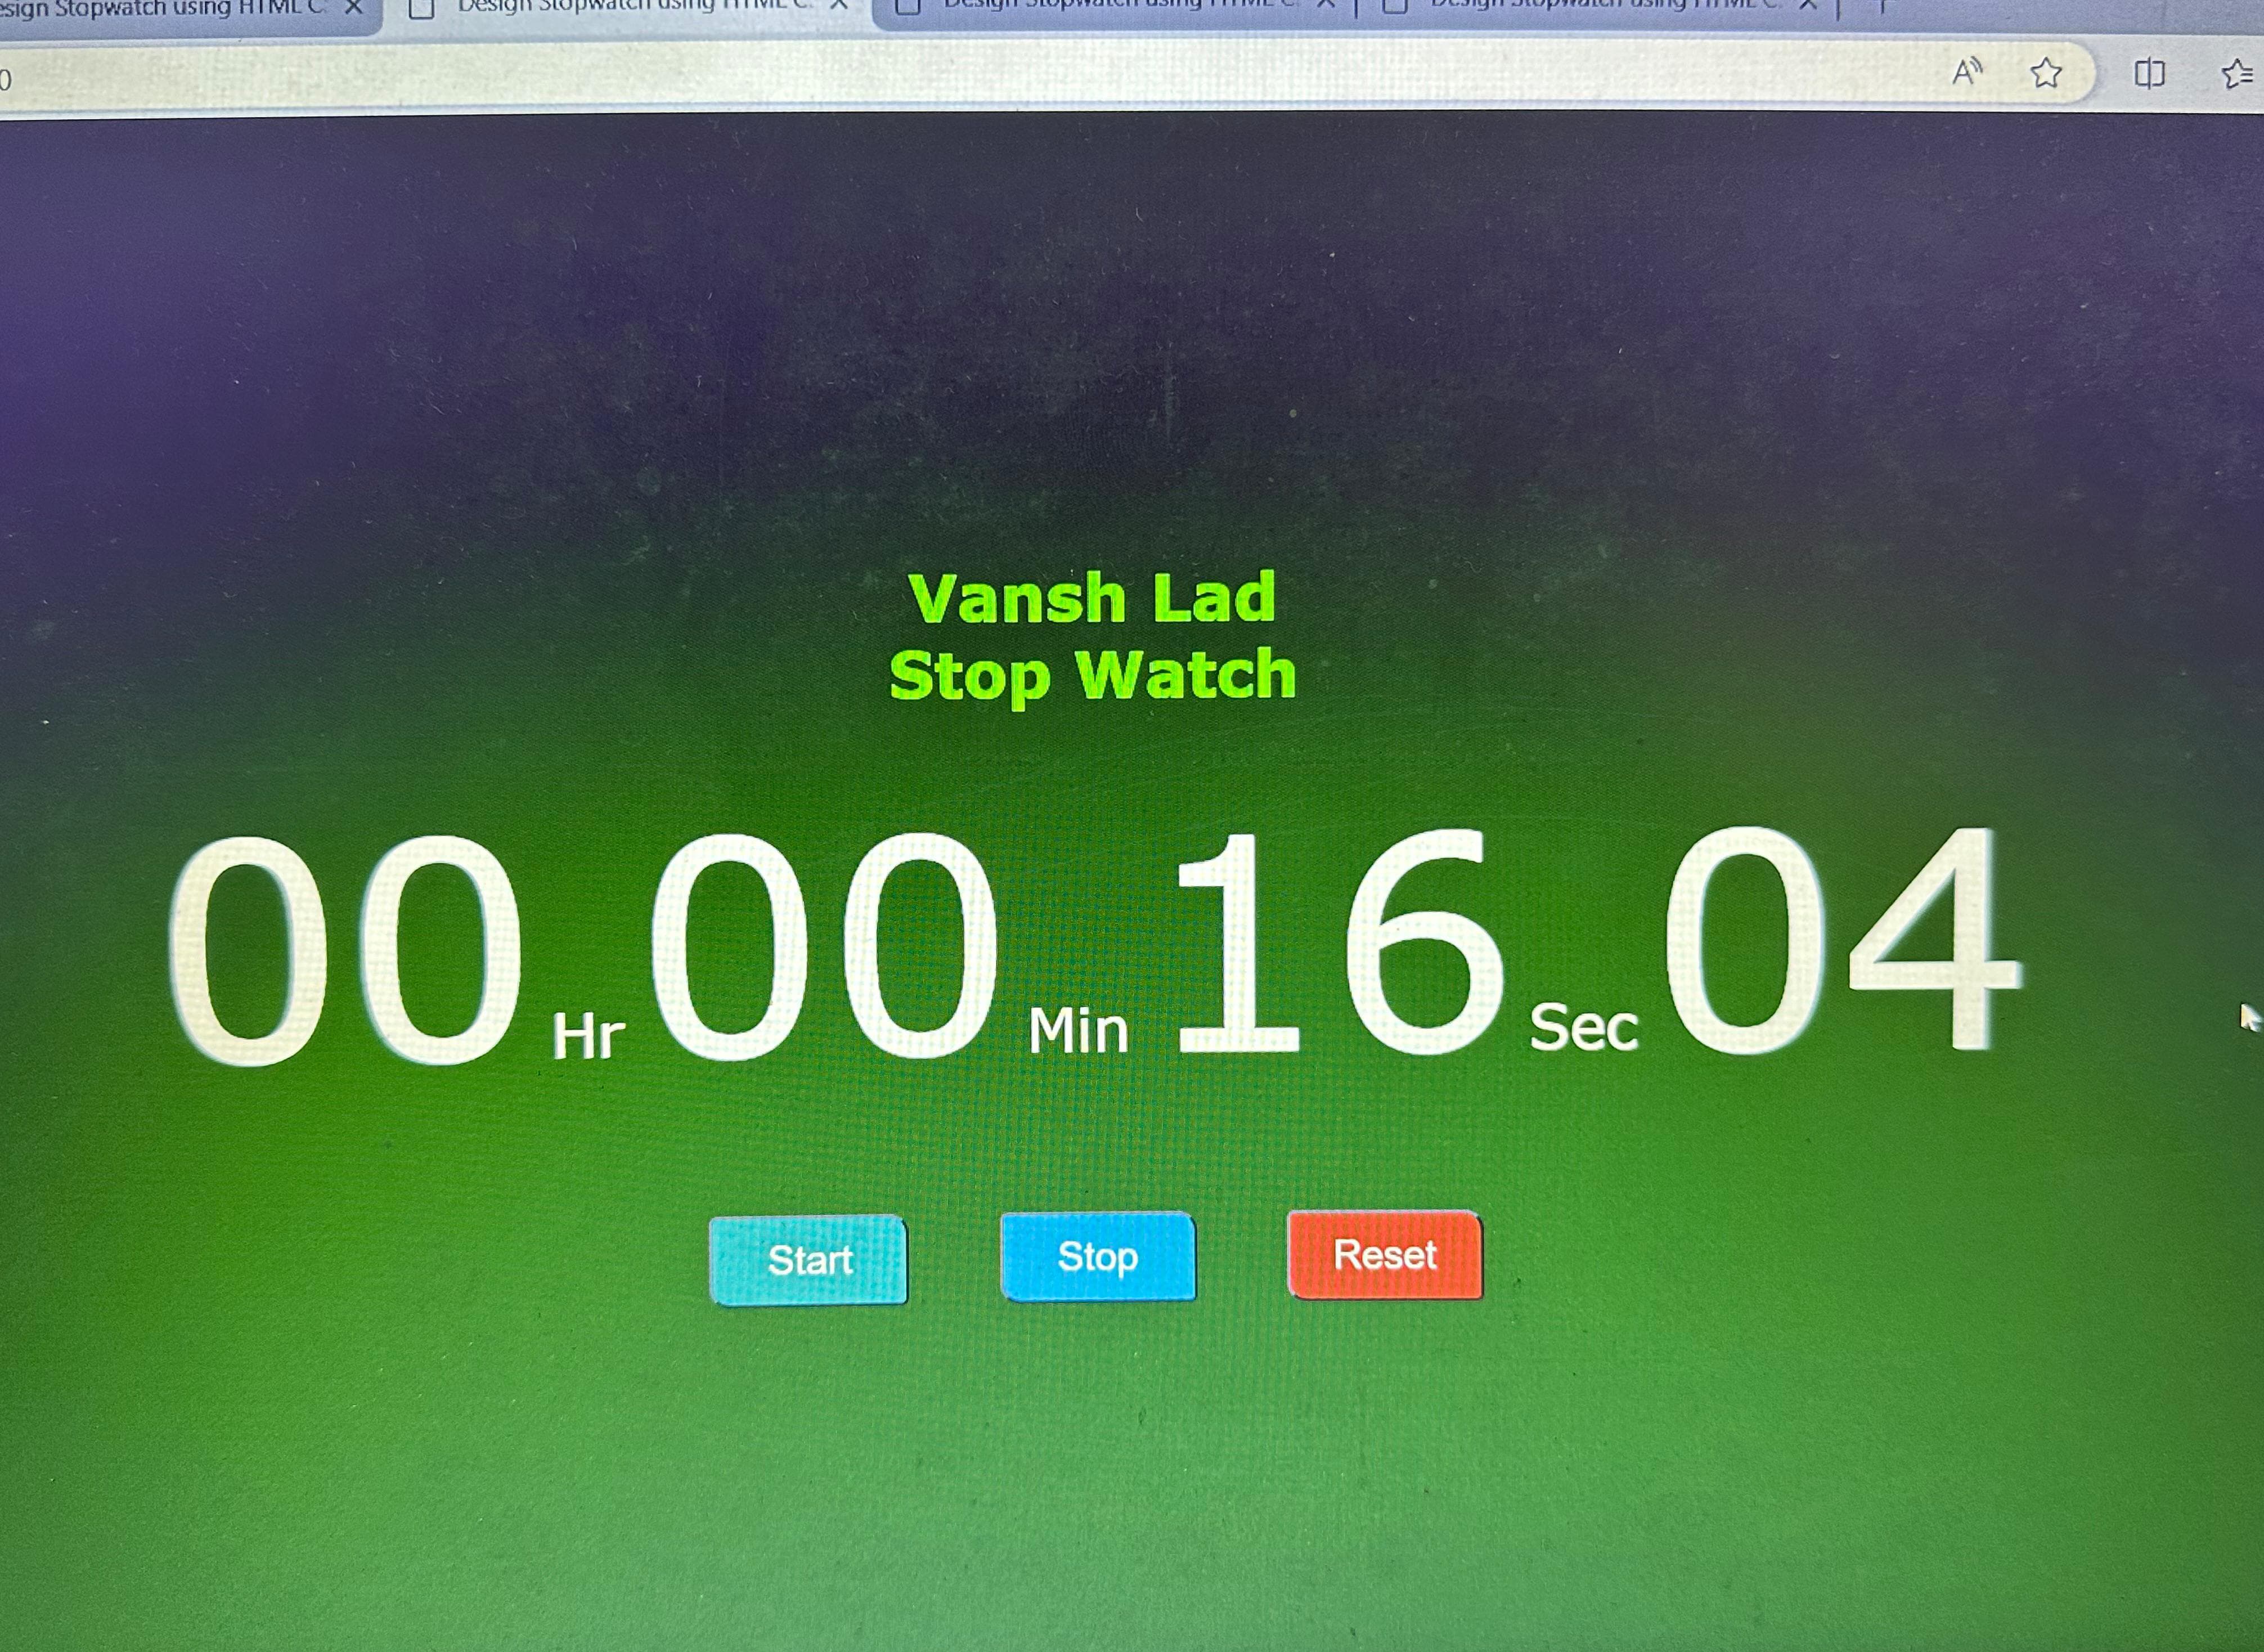 esign Stopwatch using HTML C
Design Stopwatch using HTML C
Design Stopwatch using HTML C
Design Stopwatch using HTML C
0
A
Vansh Lad
Stop Watch
00 Hr 00 Min 16 Sec 04
Start Stop Reset